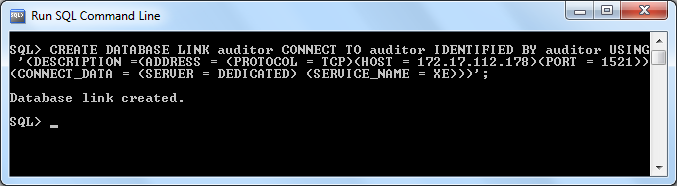 Run SQL Command Line
SQL> CREATE DATABASE LINK auditor CONNECT TO auditor IDENTIFIED BY auditor USING
'(DESCRIPTION =(ADDRESS = (PROTOCOL = TCP)(HOST = 172.17.112.178)(PORT = 1521))
(CONNECT_DATA = (SERVER = DEDICATED) (SERVICE_NAME = XE)))';
Database link created.
SQL> _